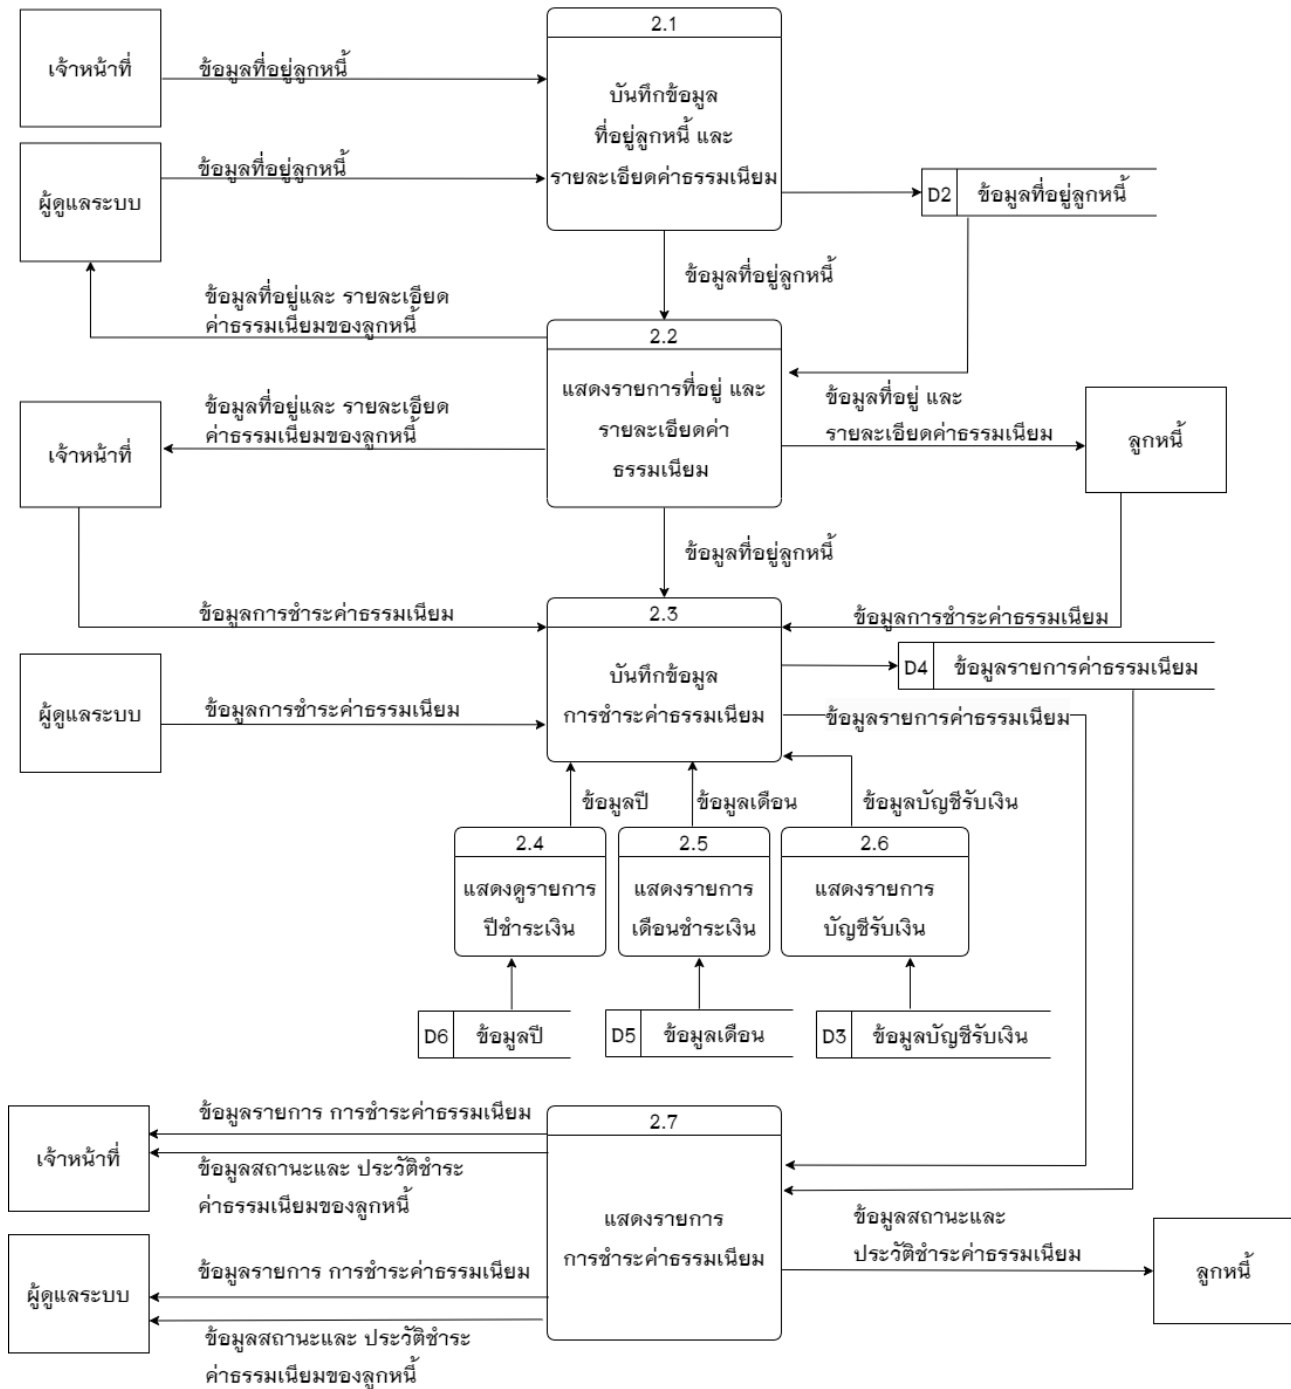 2.1
เจ้าหน้าที่
ข้อมูลที่อยู่ลูกหนี้
บันทึกข้อมูล
ที่อยู่ลูกหนี้ และ
รายละเอียดค่าธรรมเนียม
ข้อมูลที่อยู่ลูกหนี้
ผู้ดูแลระบบ
D2
ข้อมูลที่อยู่ลูกหนี้
ข้อมูลที่อยู่ลูกหนี้
ข้อมูลที่อยู่และ รายละเอียด
ค่าธรรมเนียมของลูกหนี้
2.2
แสดงรายการที่อยู่ และ
รายละเอียดค่า
ธรรมเนียม
ข้อมูลที่อยู่และ รายละเอียด
ค่าธรรมเนียมของลูกหนี้
เจ้าหน้าที่
ข้อมูลที่อยู่ และ
รายละเอียดค่าธรรมเนียม
ลูกหนี้
ข้อมูลที่อยู่ลูกหนี้
ข้อมูลการชำระค่าธรรมเนียม
2.3
ข้อมูลการชำระค่าธรรมเนียม
บันทึกข้อมูล
การชำระค่าธรรมเนียม
D4
ข้อมูลรายการค่าธรรมเนียม
ผู้ดูแลระบบ
ข้อมูลการชำระค่าธรรมเนียม
ข้อมูลรายการค่าธรรมเนียม
ข้อมูลปี
ข้อมูลเดือน
ข้อมูลบัญชีรับเงิน
2.4
แสดงดูรายการ
ปีชำระเงิน
2.5
แสดงรายการ
เดือนชำระเงิน
2.6
แสดงรายการ
บัญชีรับเงิน
D6
ข้อมูลปี
D5
ข้อมูลเดือน
D3
ข้อมูลบัญชีรับเงิน
ข้อมูลรายการ การชำระค่าธรรมเนียม
2.7
เจ้าหน้าที่
ข้อมูลสถานะและ ประวัติชำระ
ค่าธรรมเนียมของลูกหนี้
แสดงรายการ
การชำระค่าธรรมเนียม
ข้อมูลสถานะและ
ประวัติชำระค่าธรรมเนียม
ลูกหนี้
ข้อมูลรายการ การชำระค่าธรรมเนียม
ผู้ดูแลระบบ
ข้อมูลสถานะและ ประวัติชำระ
ค่าธรรมเนียมของลูกหนี้